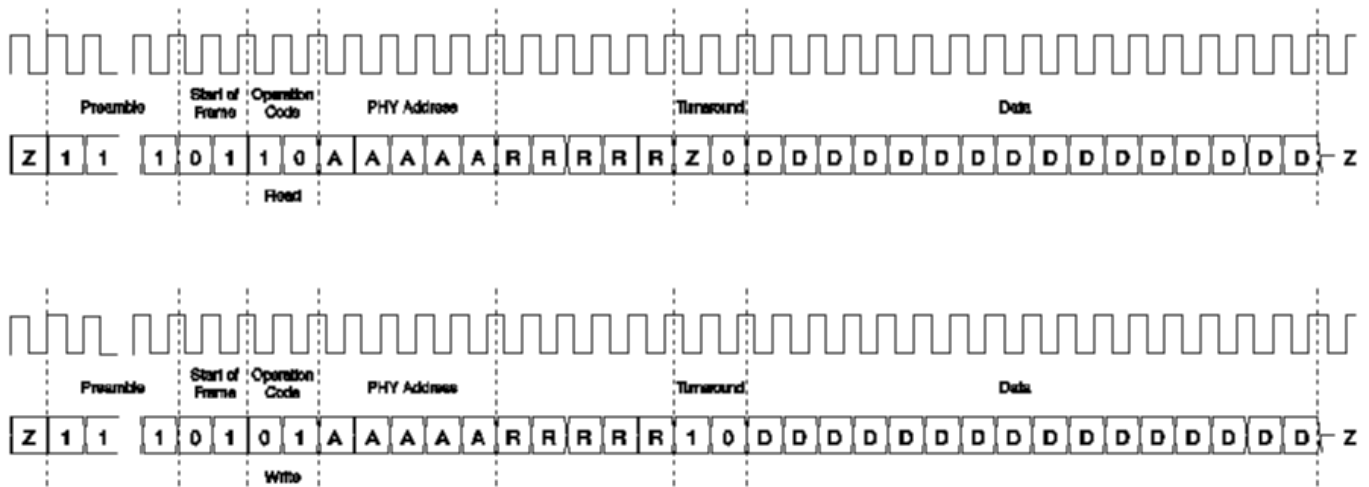 Start of Operation
Preamble PHY Address Turnaround Data
Frame Code
Z 1 1 1 0 1 1 0 A A A A A R R R R R Z 0 D D D D D D D D D D D D D D D D Z
Read
Start of Operation
Preamble PHY Address Turnaround Data
Frame Code
Z 1 1 1 0 1 0 1 A A A A A R R R R R 1 0 D D D D D D D D D D D D D D D D Z
Write